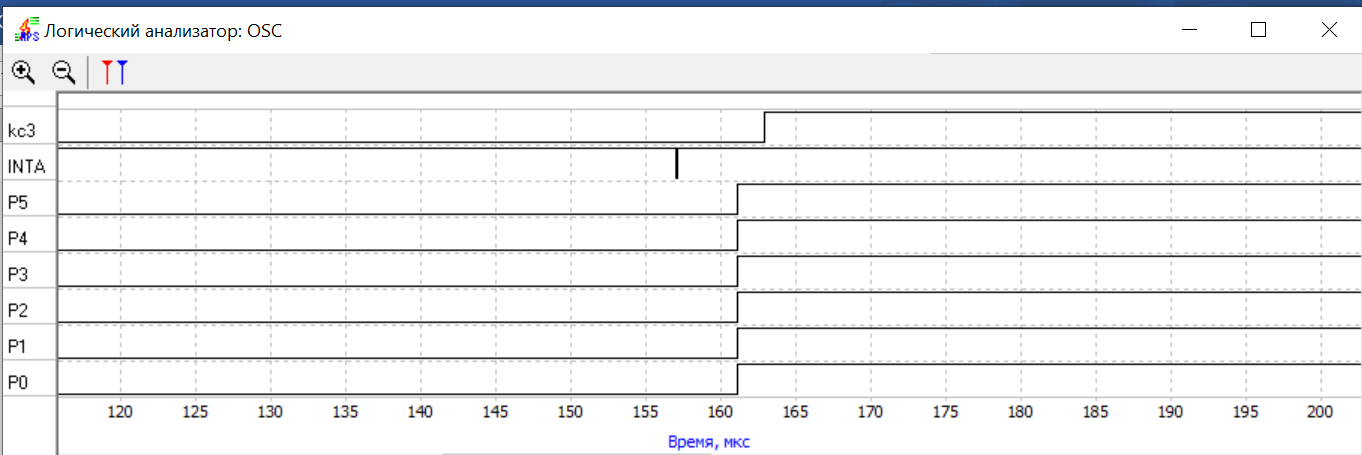 Логический анализатор: OSC
kc3
INTA
P5
P4
P3
P2
P1
P0
120 125 130 135 140 145 150 155 160 165 170 175 180 185 190 195 200
Время, мкс